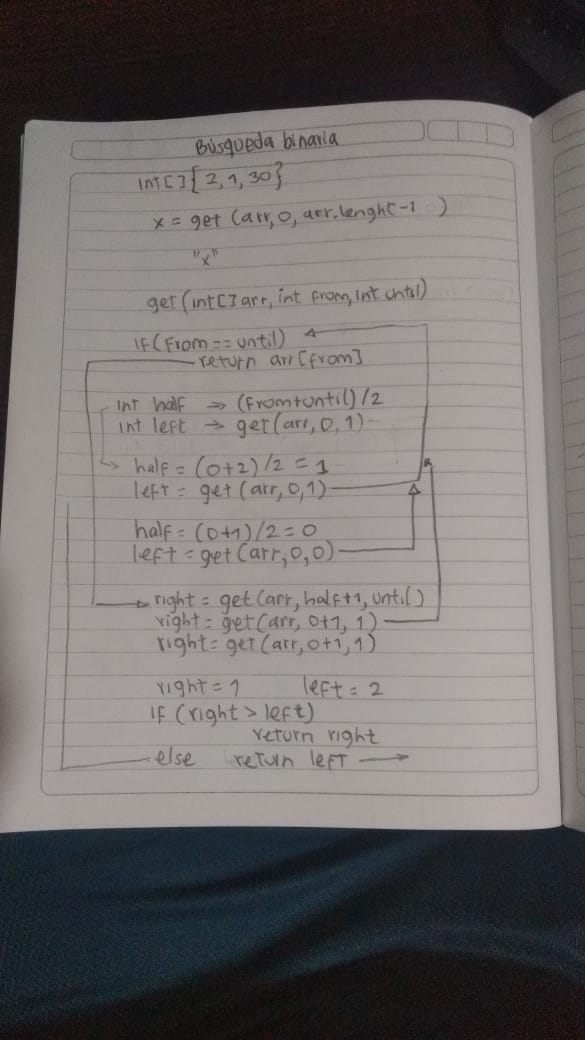 Búsqueda binaria
Int[]{2,1,30}
x = get (arr, 0, arr.lenght -1 )
"x"
get (int[] arr, int from, int until)
if (from == until)
return arr[from]
int half → (from+until)/2
int left → get(arr, 0, 1)
half = (0+2)/2 = 1
left = get (arr, 0, 1)
half = (0+1)/2 = 0
left = get (arr, 0, 0)
right = get (arr, half+1, until)
right = get (arr, 0+1, 1)
right = get (arr, 0+1, 1)
right = 1 left = 2
if (right > left)
return right
else return left